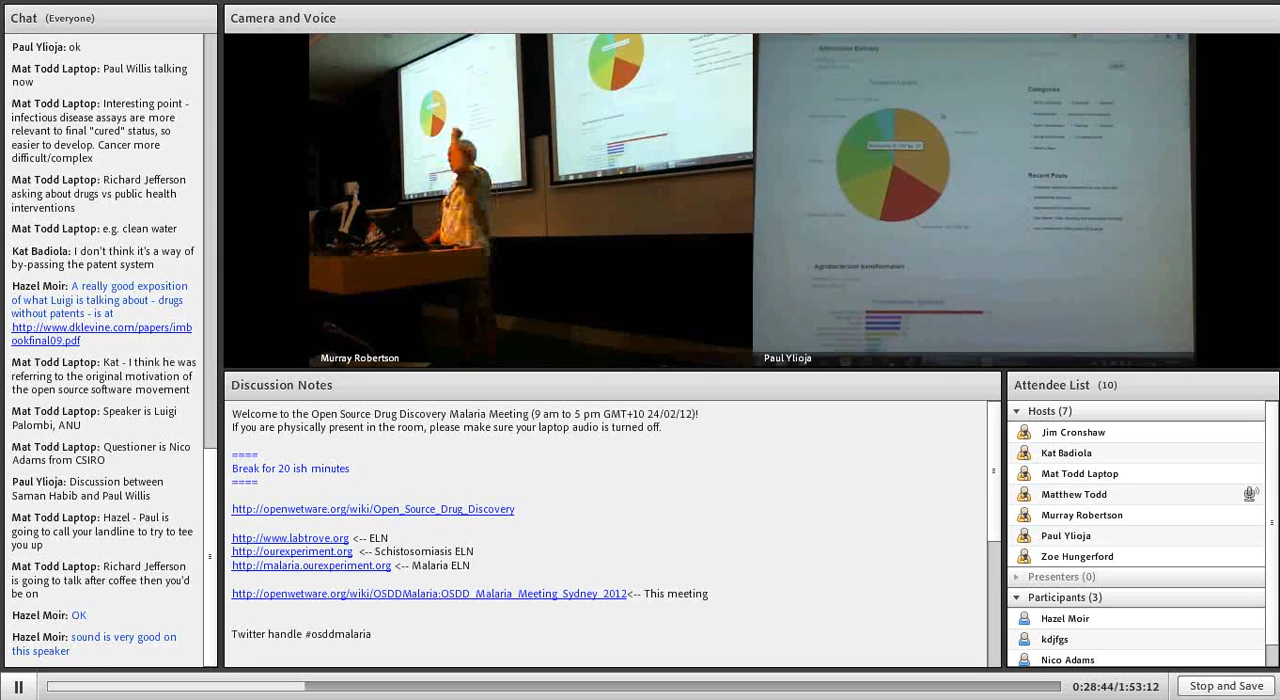 Chat (Everyone)
Paul Ylioja: ok
Mat Todd Laptop: Paul Willis talking
now
Mat Todd Laptop: Interesting point -
infectious disease assays are more
relevant to final "cured" status, so
easier to develop. Cancer more
difficult/complex
Mat Todd Laptop: Richard Jefferson
asking about drugs vs public health
interventions
Mat Todd Laptop: e.g. clean water
Kat Badiola: I don't think it's a way of
by-passing the patent system
Hazel Moir: A really good exposition
of what Luigi is talking about - drugs
without patents - is at
http://www.dklevine.com/papers/imb
ookfinal09.pdf
Mat Todd Laptop: Kat - I think he was
referring to the original motivation of
the open source software movement
Mat Todd Laptop: Speaker is Luigi
Palombi, ANU
Mat Todd Laptop: Questioner is Nico
Adams from CSIRO
Paul Ylioja: Discussion between
Saman Habib and Paul Willis
Mat Todd Laptop: Hazel - Paul is
going to call your landline to try to tee
you up
Mat Todd Laptop: Richard Jefferson
is going to talk after coffee then you'd
be on
Hazel Moir: OK
Hazel Moir: sound is very good on
this speaker
Camera and Voice
Murray Robertson
Categories
Recent Posts
Agrobacterium transformation
Paul Ylioja
Discussion Notes
Welcome to the Open Source Drug Discovery Malaria Meeting (9 am to 5 pm GMT+10 24/02/12)!
If you are physically present in the room, please make sure your laptop audio is turned off.
====
Break for 20 ish minutes
====
http://openwetware.org/wiki/Open_Source_Drug_Discovery
http://www.labtrove.org <-- ELN
http://ourexperiment.org <-- Schistosomiasis ELN
http://malaria.ourexperiment.org <-- Malaria ELN
http://openwetware.org/wiki/OSDDMalaria:OSDD_Malaria_Meeting_Sydney_2012<-- This meeting
Twitter handle #osddmalaria
Attendee List (10)
Hosts (7)
Jim Cronshaw
Kat Badiola
Mat Todd Laptop
Matthew Todd
Murray Robertson
Paul Ylioja
Zoe Hungerford
Presenters (0)
Participants (3)
Hazel Moir
kdjfgs
Nico Adams
0:28:44/1:53:12
Stop and Save